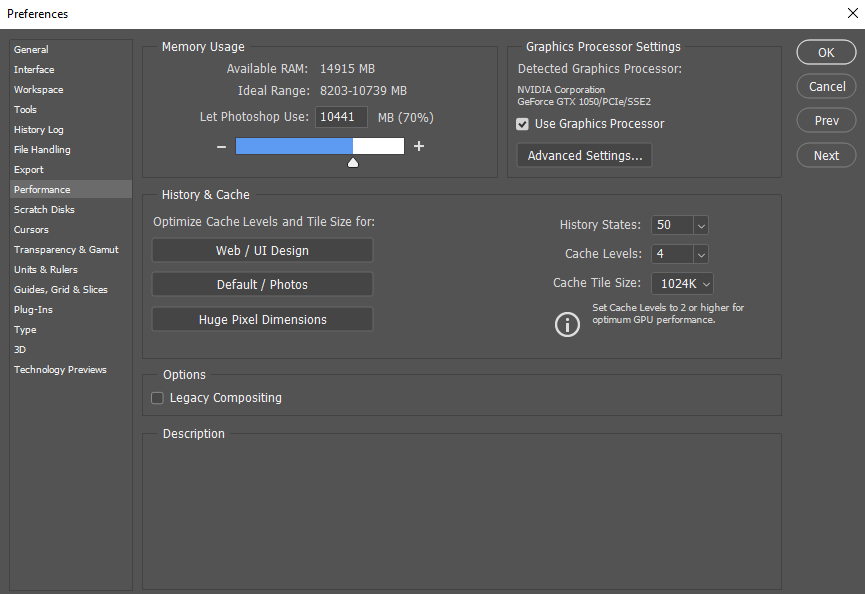 Preferences
General
Interface
Workspace
Tools
History Log
File Handling
Export
Performance
Scratch Disks
Cursors
Transparency & Gamut
Units & Rulers
Guides, Grid & Slices
Plug-Ins
Type
3D
Technology Previews
Memory Usage
Available RAM: 14915 MB
Ideal Range: 8203-10739 MB
Let Photoshop Use: 10441 MB (70%)
Graphics Processor Settings
Detected Graphics Processor:
NVIDIA Corporation
GeForce GTX 1050/PCIe/SSE2
Use Graphics Processor
Advanced Settings...
History & Cache
Optimize Cache Levels and Tile Size for:
Web / UI Design
Default / Photos
Huge Pixel Dimensions
History States: 50
Cache Levels: 4
Cache Tile Size: 1024K
Set Cache Levels to 2 or higher for
optimum GPU performance.
Options
Legacy Compositing
Description
OK
Cancel
Prev
Next